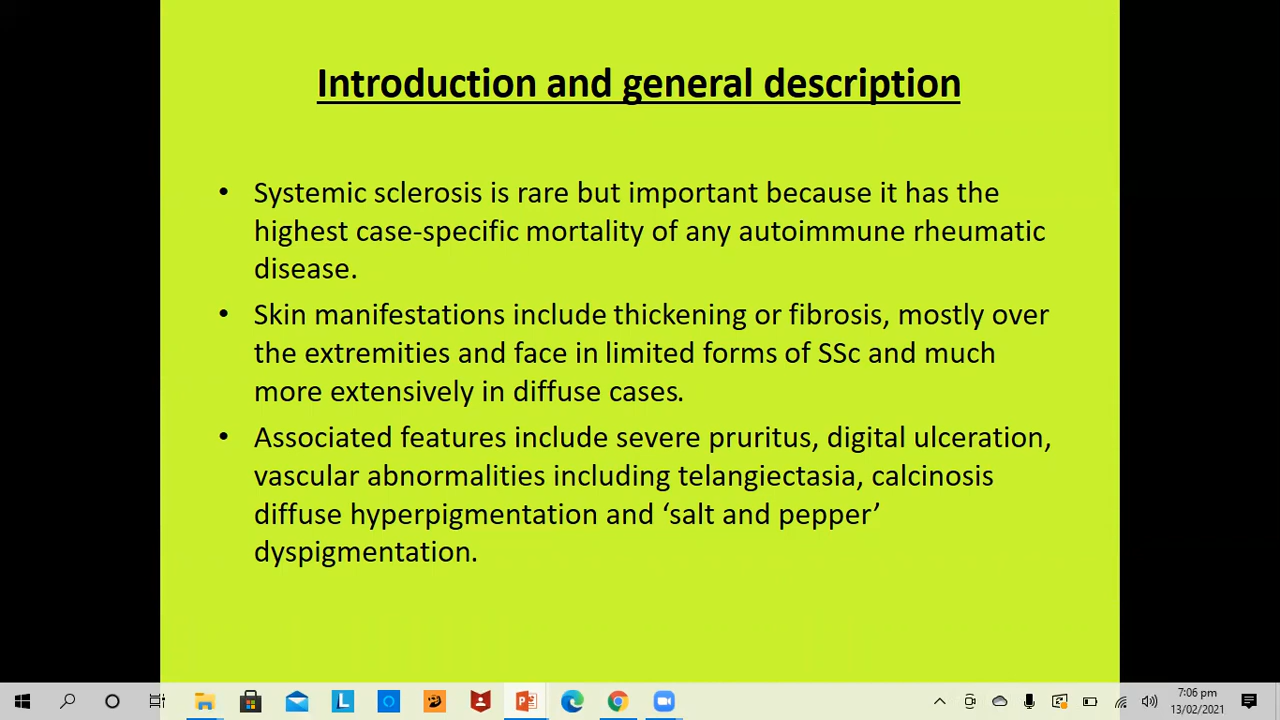 Introduction and general description
• Systemic sclerosis is rare but important because it has the
highest case-specific mortality of any autoimmune rheumatic
disease.
• Skin manifestations include thickening or fibrosis, mostly over
the extremities and face in limited forms of SSc and much
more extensively in diffuse cases.
• Associated features include severe pruritus, digital ulceration,
vascular abnormalities including telangiectasia, calcinosis
diffuse hyperpigmentation and ‘salt and pepper’
dyspigmentation.
L
7:06 pm
13/02/2021